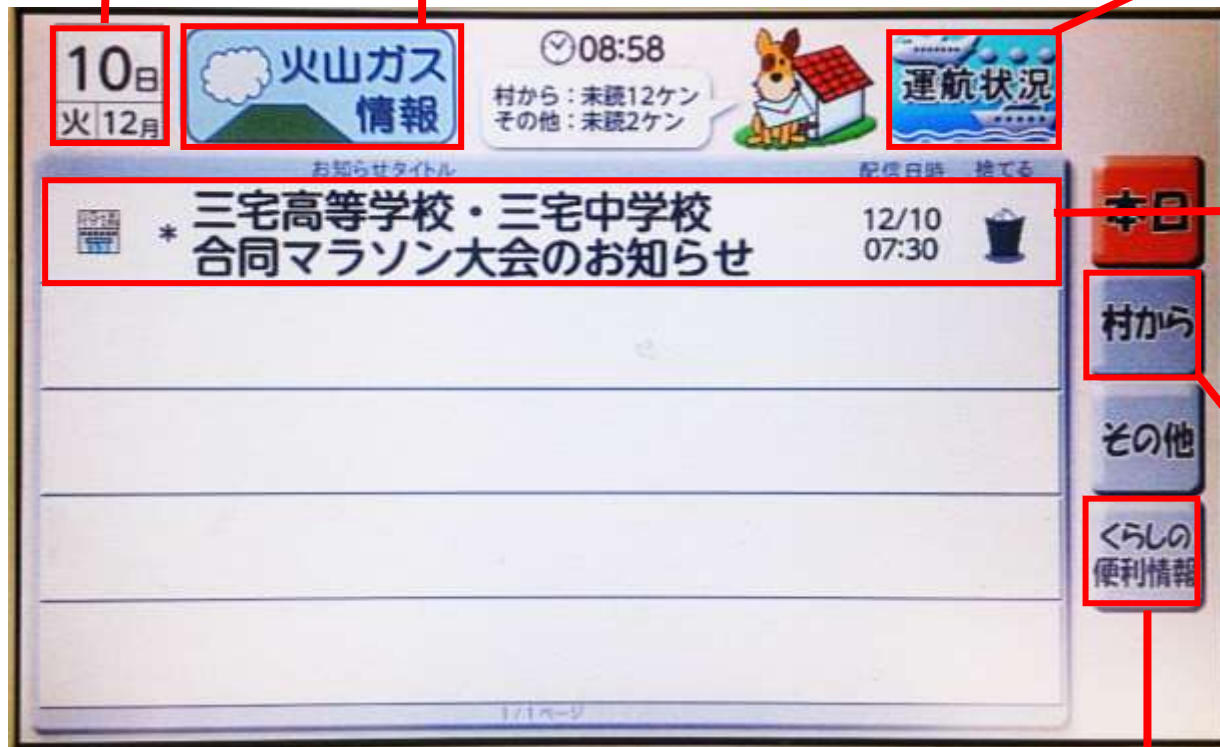 10日
火 12月
火山ガス
情報
08:58
村から：未読12ケン
その他：未読2ケン
運航状況
お知らせタイトル 配信日時 捨てる
* 三宅高等学校・三宅中学校
合同マラソン大会のお知らせ
12/10
07:30
本日
村から
その他
くらしの
便利情報
1/1ページ